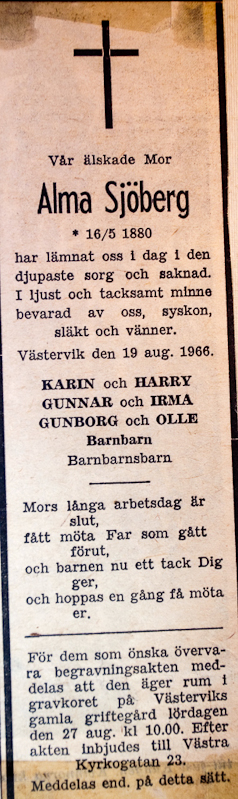 Vår älskade Mor
Alma Sjöberg
* 16/5 1880
har lämnat oss i dag i den
djupaste sorg och saknad.
I ljust och tacksamt minne
bevarad av oss, syskon,
släkt och vänner.
Västervik den 19 aug. 1966.
KARIN och HARRY
GUNNAR och IRMA
GUNBORG och OLLE
Barnbarn
Barnbarnsbarn
Mors långa arbetsdag är
slut,
fått möta Far som gått
förut,
och barnen nu ett tack Dig
ger,
och hoppas en gång få möta
er.
För dem som önska överva-
ra begravningsakten med-
delas att den äger rum i
gravkoret på Västerviks
gamla griftegård lördagen
den 27 aug. kl 10.00. Efter
akten inbjudes till Västra
Kyrkogatan 23.
Meddelas end. på detta sätt.